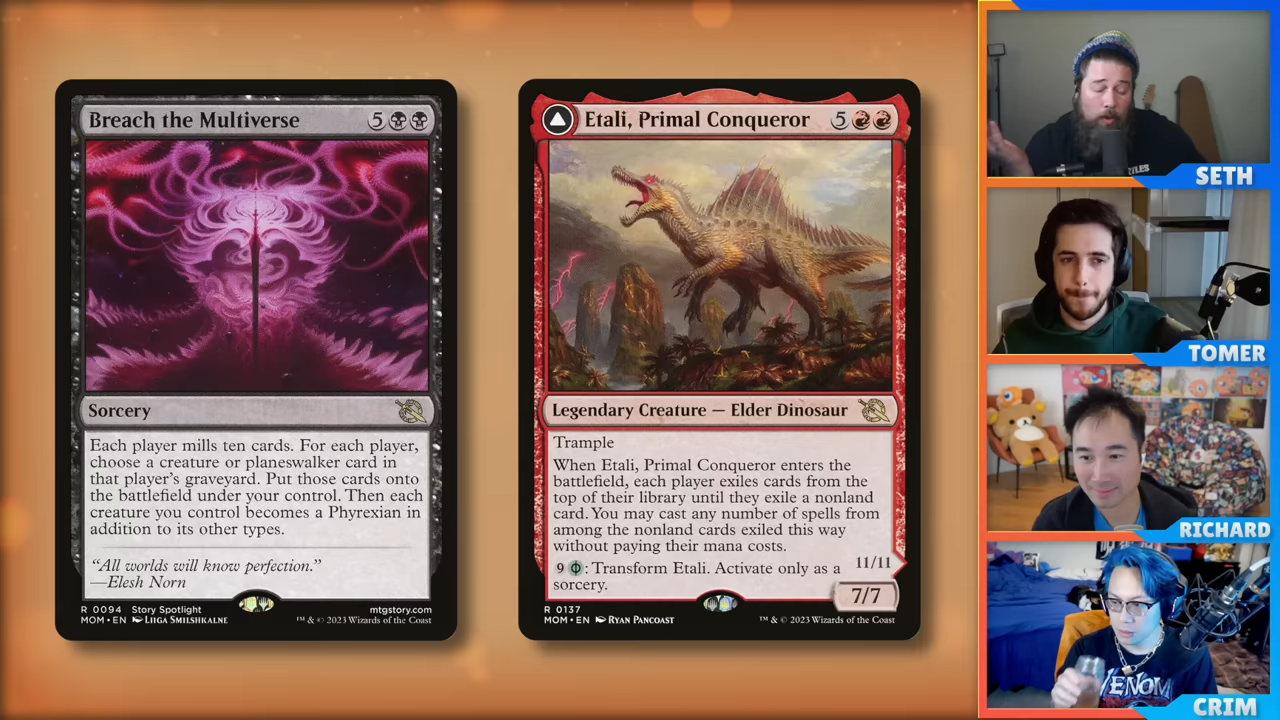 Breach the Multiverse 5
Sorcery
Each player mills ten cards. For each player,
choose a creature or planeswalker card in
that player's graveyard. Put those cards onto
the battlefield under your control. Then each
creature you control becomes a Phyrexian in
addition to its other types.
"All worlds will know perfection."
—Elesh Norn
R 0094 Story Spotlight mtgstory.com
MOM • EN LIIGA SMILSHKALNE ™ & © 2023 Wizards of the Coast
Etali, Primal Conqueror 5
Legendary Creature — Elder Dinosaur
Trample
When Etali, Primal Conqueror enters the
battlefield, each player exiles cards from the
top of their library until they exile a nonland
card. You may cast any number of spells from
among the nonland cards exiled this way
without paying their mana costs.
9 : Transform Etali. Activate only as a
sorcery.
11/11
7/7
R 0137
MOM • EN RYAN PANCOAST ™ & © 2023 Wizards of the Coast
SETH
TOMER
RICHARD
VENOM
CRIM